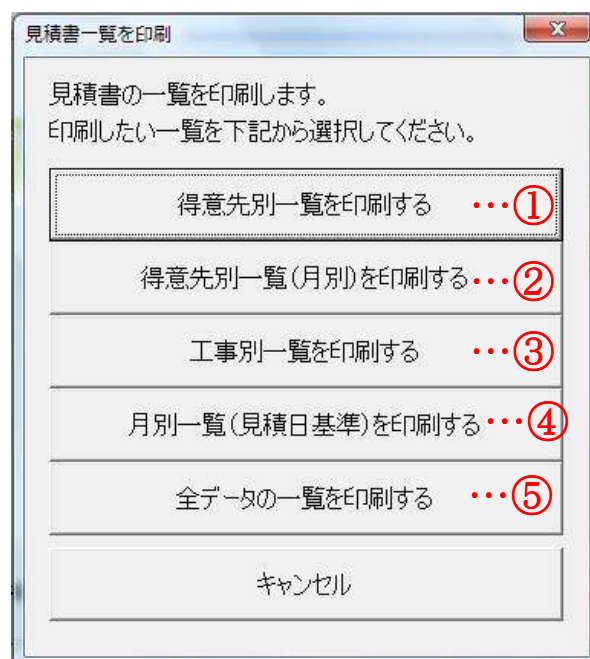 見積書一覧を印刷
見積書の一覧を印刷します。
印刷したい一覧を下記から選択してください。
得意先別一覧を印刷する …①
得意先別一覧(月別)を印刷する…②
工事別一覧を印刷する …③
月別一覧(見積日基準)を印刷する…④
全データの一覧を印刷する …⑤
キャンセル